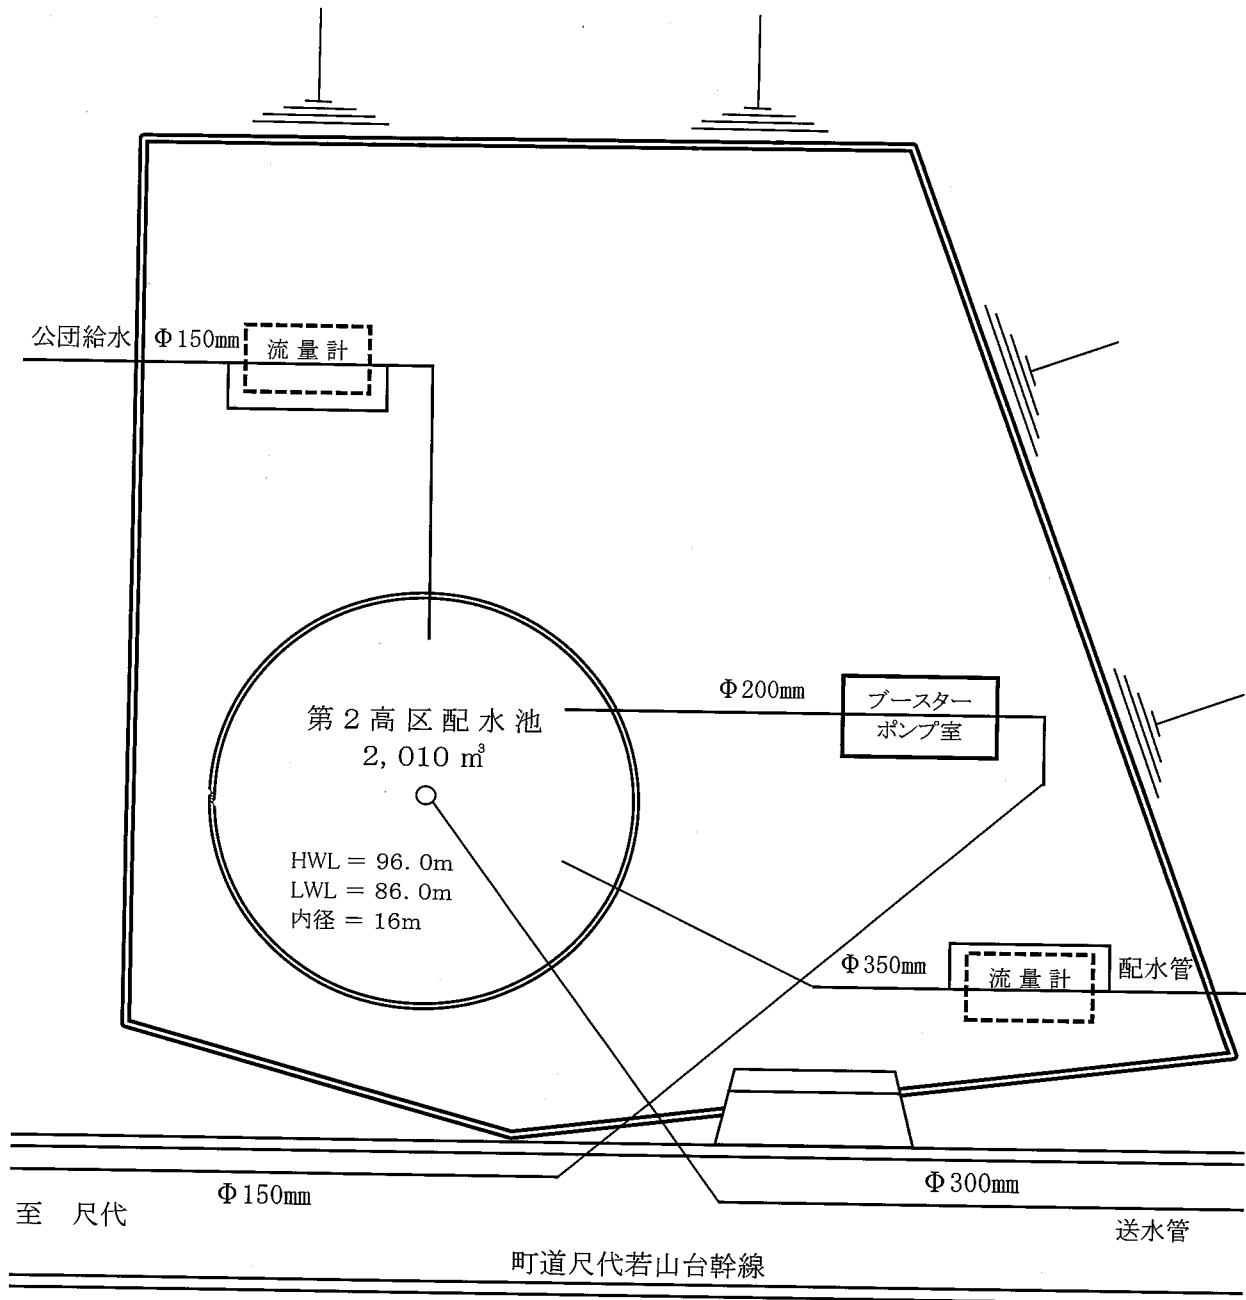 公団給水 Φ150mm
流量計
Φ200mm
ブースター
ポンプ室
第2高区配水池
2,010㎥
HWL = 96.0m
LWL = 86.0m
内径 = 16m
Φ350mm
流量計
配水管
Φ150mm
Φ300mm
至 尺代
送水管
町道尺代若山台幹線